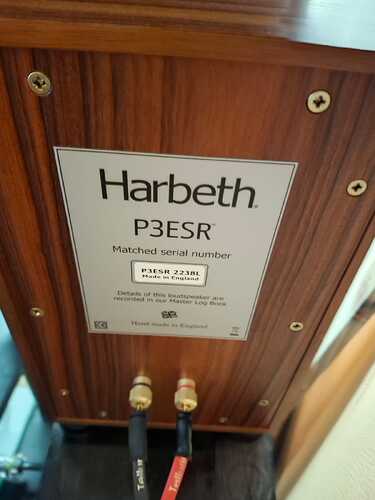 Harbeth®
P3ESR™
Matched serial number
P3ESR 2238L
Made in England
Details of this loudspeaker are
recorded in our Master Log Book
Hand made in England